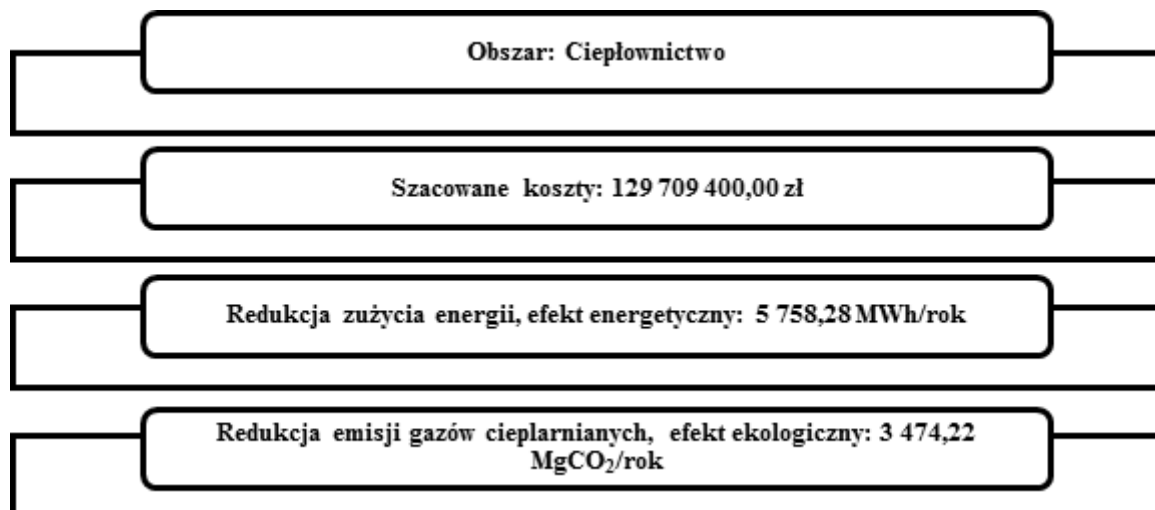 Obszar: Ciepłownictwo
Szacowane koszty: 129 709 400,00 zł
Redukcja zużycia energii, efekt energetyczny: 5 758,28 MWh/rok
Redukcja emisji gazów cieplarnianych, efekt ekologiczny: 3 474,22
MgCO₂/rok